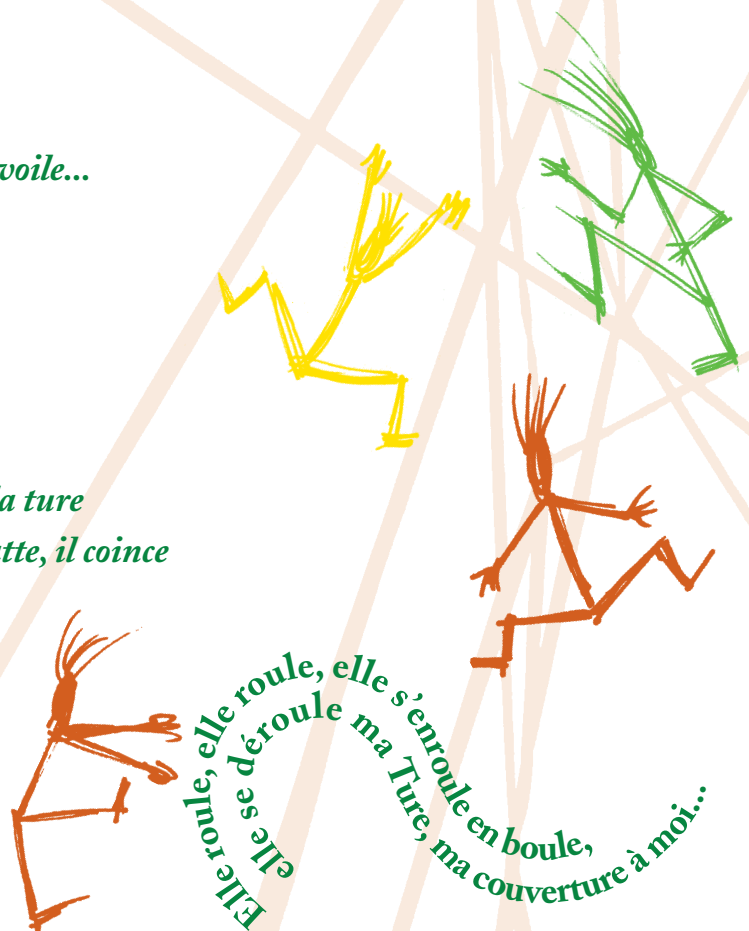 voile...
la ture
tte, il coince
Elle roule, elle roule, elle s’enroule en boule,
elle se déroule ma Ture, ma couverture à moi...